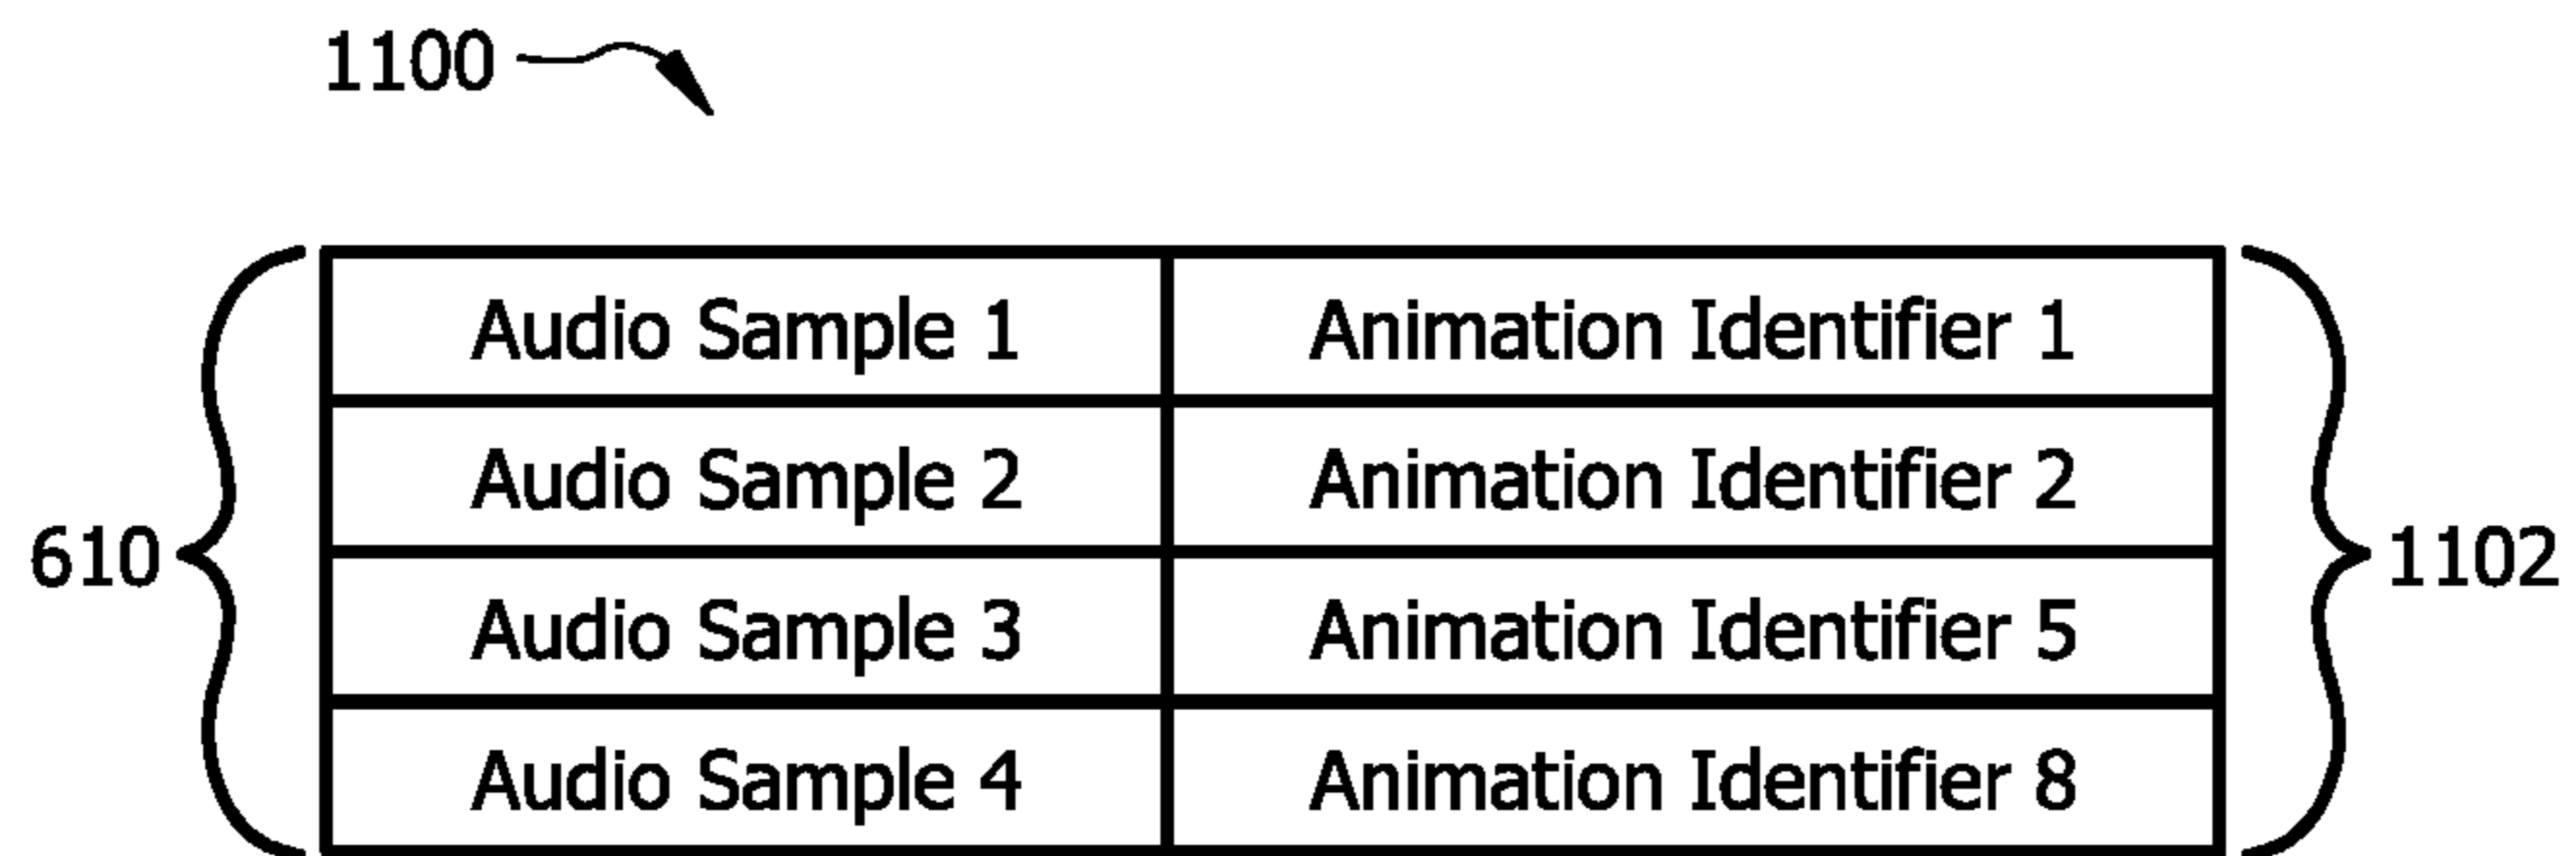 1100
Audio Sample 1 Animation Identifier 1
Audio Sample 2 Animation Identifier 2
610
1102
Audio Sample 3 Animation Identifier 5
Audio Sample 4 Animation Identifier 8